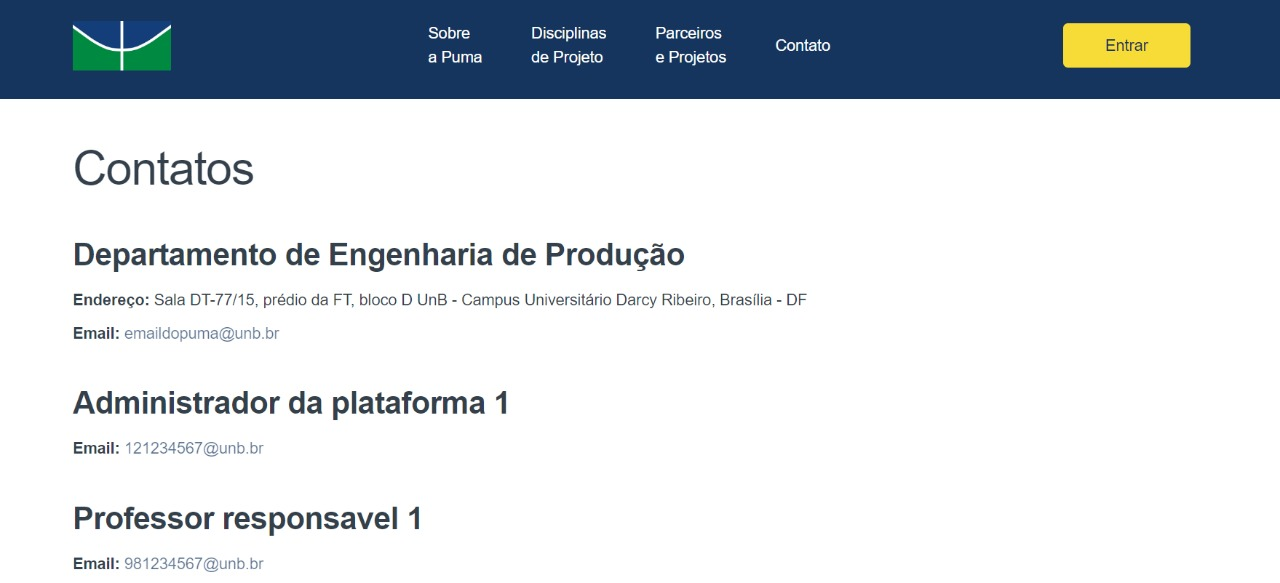 Sobre
a Puma
Disciplinas
de Projeto
Parceiros
e Projetos
Contato
Entrar
Contatos
Departamento de Engenharia de Produção
Endereço: Sala DT-77/15, prédio da FT, bloco D UnB - Campus Universitário Darcy Ribeiro, Brasília - DF
Email: emaildopuma@unb.br
Administrador da plataforma 1
Email: 121234567@unb.br
Professor responsavel 1
Email: 981234567@unb.br